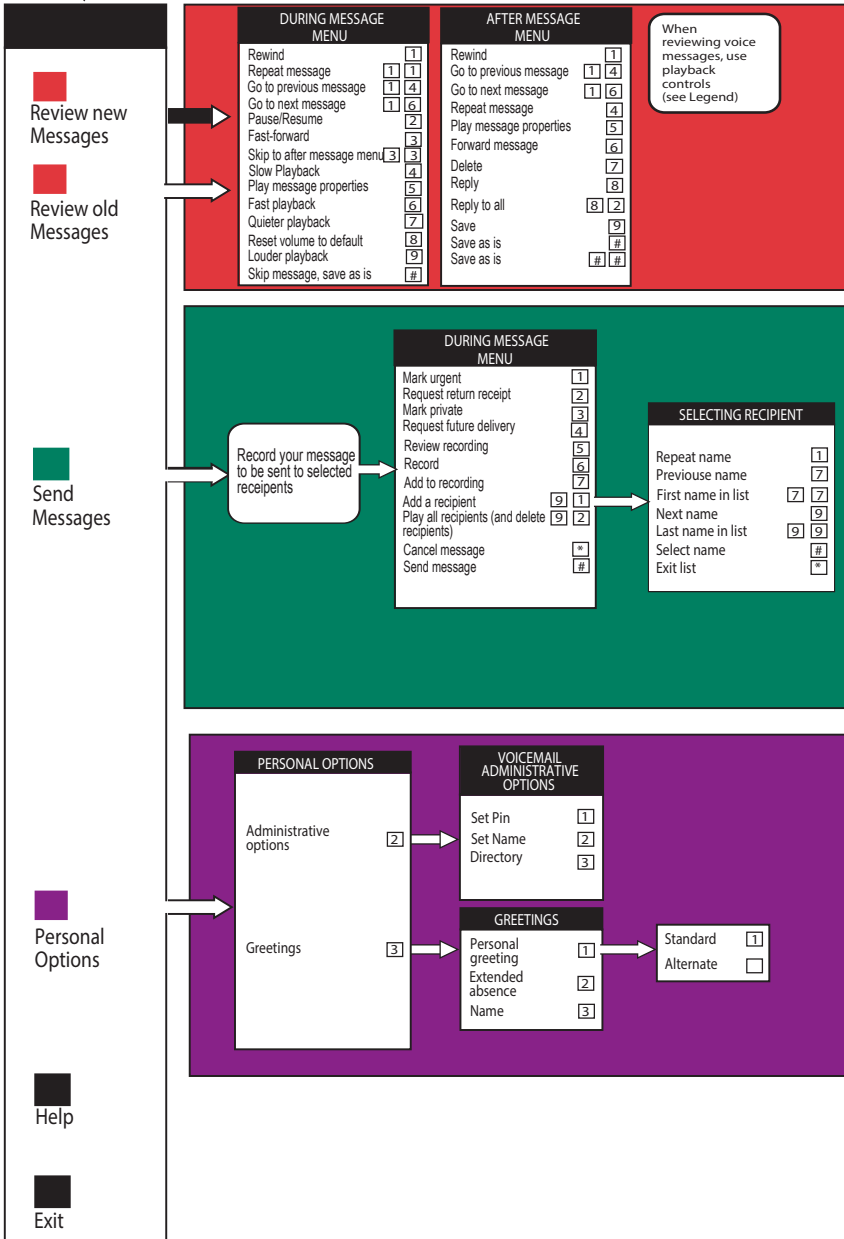 Review new
Messages
Review old
Messages
Send
Messages
Personal
Options
Help
Exit
DURING MESSAGE
MENU
Rewind 1
Repeat message 1 1
Go to previous message 1 4
Go to next message 1 6
Pause/Resume 2
Fast-forward 3
Skip to after message menu 3 3
Slow Playback 4
Play message properties 5
Fast playback 6
Quieter playback 7
Reset volume to default 8
Louder playback 9
Skip message, save as is #
AFTER MESSAGE
MENU
Rewind 1
Go to previous message 1 4
Go to next message 1 6
Repeat message 4
Play message properties 5
Forward message 6
Delete 7
Reply 8
Reply to all 8 2
Save 9
Save as is #
Save as is # #
When
reviewing voice
messages, use
playback
controls
(see Legend)
Record your message
to be sent to selected
receipents
DURING MESSAGE
MENU
Mark urgent 1
Request return receipt 2
Mark private 3
Request future delivery 4
Review recording 5
Record 6
Add to recording 7
Add a recipient 9 1
Play all recipients (and delete 9 2
recipients)
Cancel message *
Send message #
SELECTING RECIPIENT
Repeat name 1
Previouse name 7
First name in list 7 7
Next name 9
Last name in list 9 9
Select name #
Exit list *
PERSONAL OPTIONS
Administrative
options 2
Greetings 3
VOICEMAIL
ADMINISTRATIVE
OPTIONS
Set Pin 1
Set Name 2
Directory 3
GREETINGS
Personal
greeting 1
Extended
absence 2
Name 3
Standard 1
Alternate